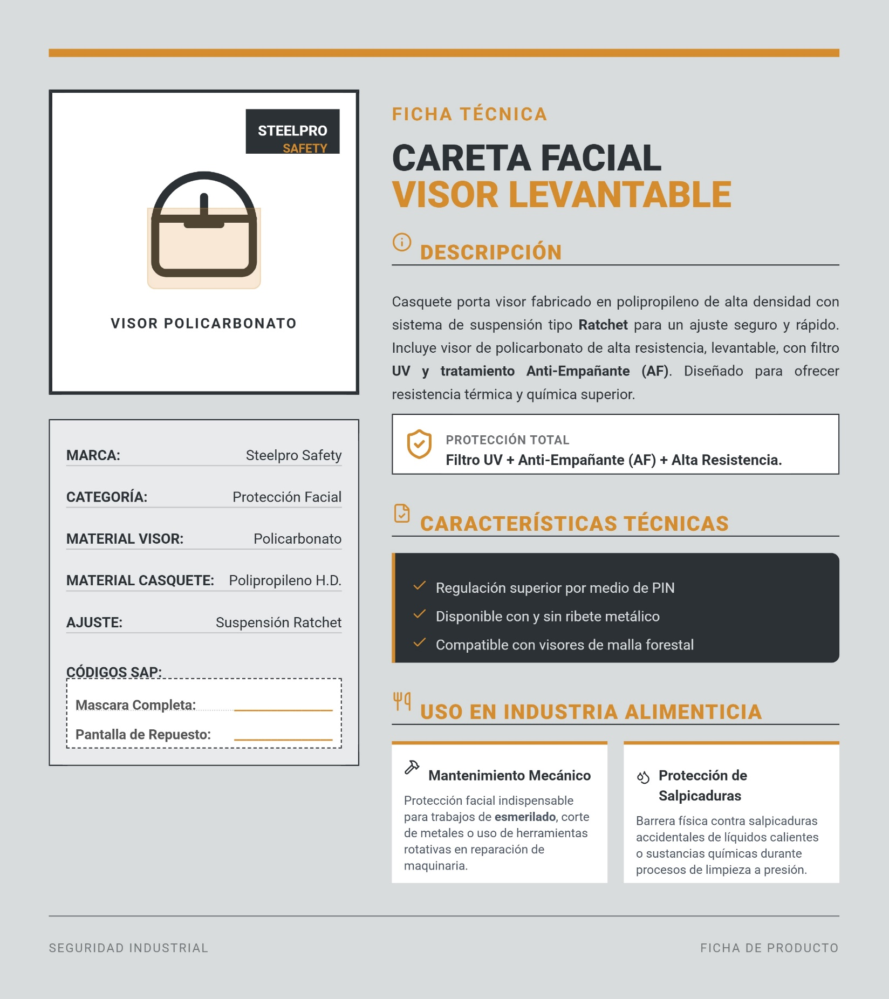 STEELPRO
SAFETY
VISOR POLICARBONATO
MARCA: Steelpro Safety
CATEGORÍA: Protección Facial
MATERIAL VISOR: Policarbonato
MATERIAL CASQUETE: Polipropileno H.D.
AJUSTE: Suspensión Ratchet
CÓDIGOS SAP:
Mascara Completa:
Pantalla de Repuesto:
FICHA TÉCNICA
CARETA FACIAL
VISOR LEVANTABLE
DESCRIPCIÓN
Casquete porta visor fabricado en polipropileno de alta densidad con
sistema de suspensión tipo Ratchet para un ajuste seguro y rápido.
Incluye visor de policarbonato de alta resistencia, levantable, con filtro
UV y tratamiento Anti-Empañante (AF). Diseñado para ofrecer
resistencia térmica y química superior.
PROTECCIÓN TOTAL
Filtro UV + Anti-Empañante (AF) + Alta Resistencia.
CARACTERÍSTICAS TÉCNICAS
Regulación superior por medio de PIN
Disponible con y sin ribete metálico
Compatible con visores de malla forestal
USO EN INDUSTRIA ALIMENTICIA
Mantenimiento Mecánico
Protección facial indispensable
para trabajos de esmerilado, corte
de metales o uso de herramientas
rotativas en reparación de
maquinaria.
Protección de
Salpicaduras
Barrera física contra salpicaduras
accidentales de líquidos calientes
o sustancias químicas durante
procesos de limpieza a presión.
SEGURIDAD INDUSTRIAL
FICHA DE PRODUCTO